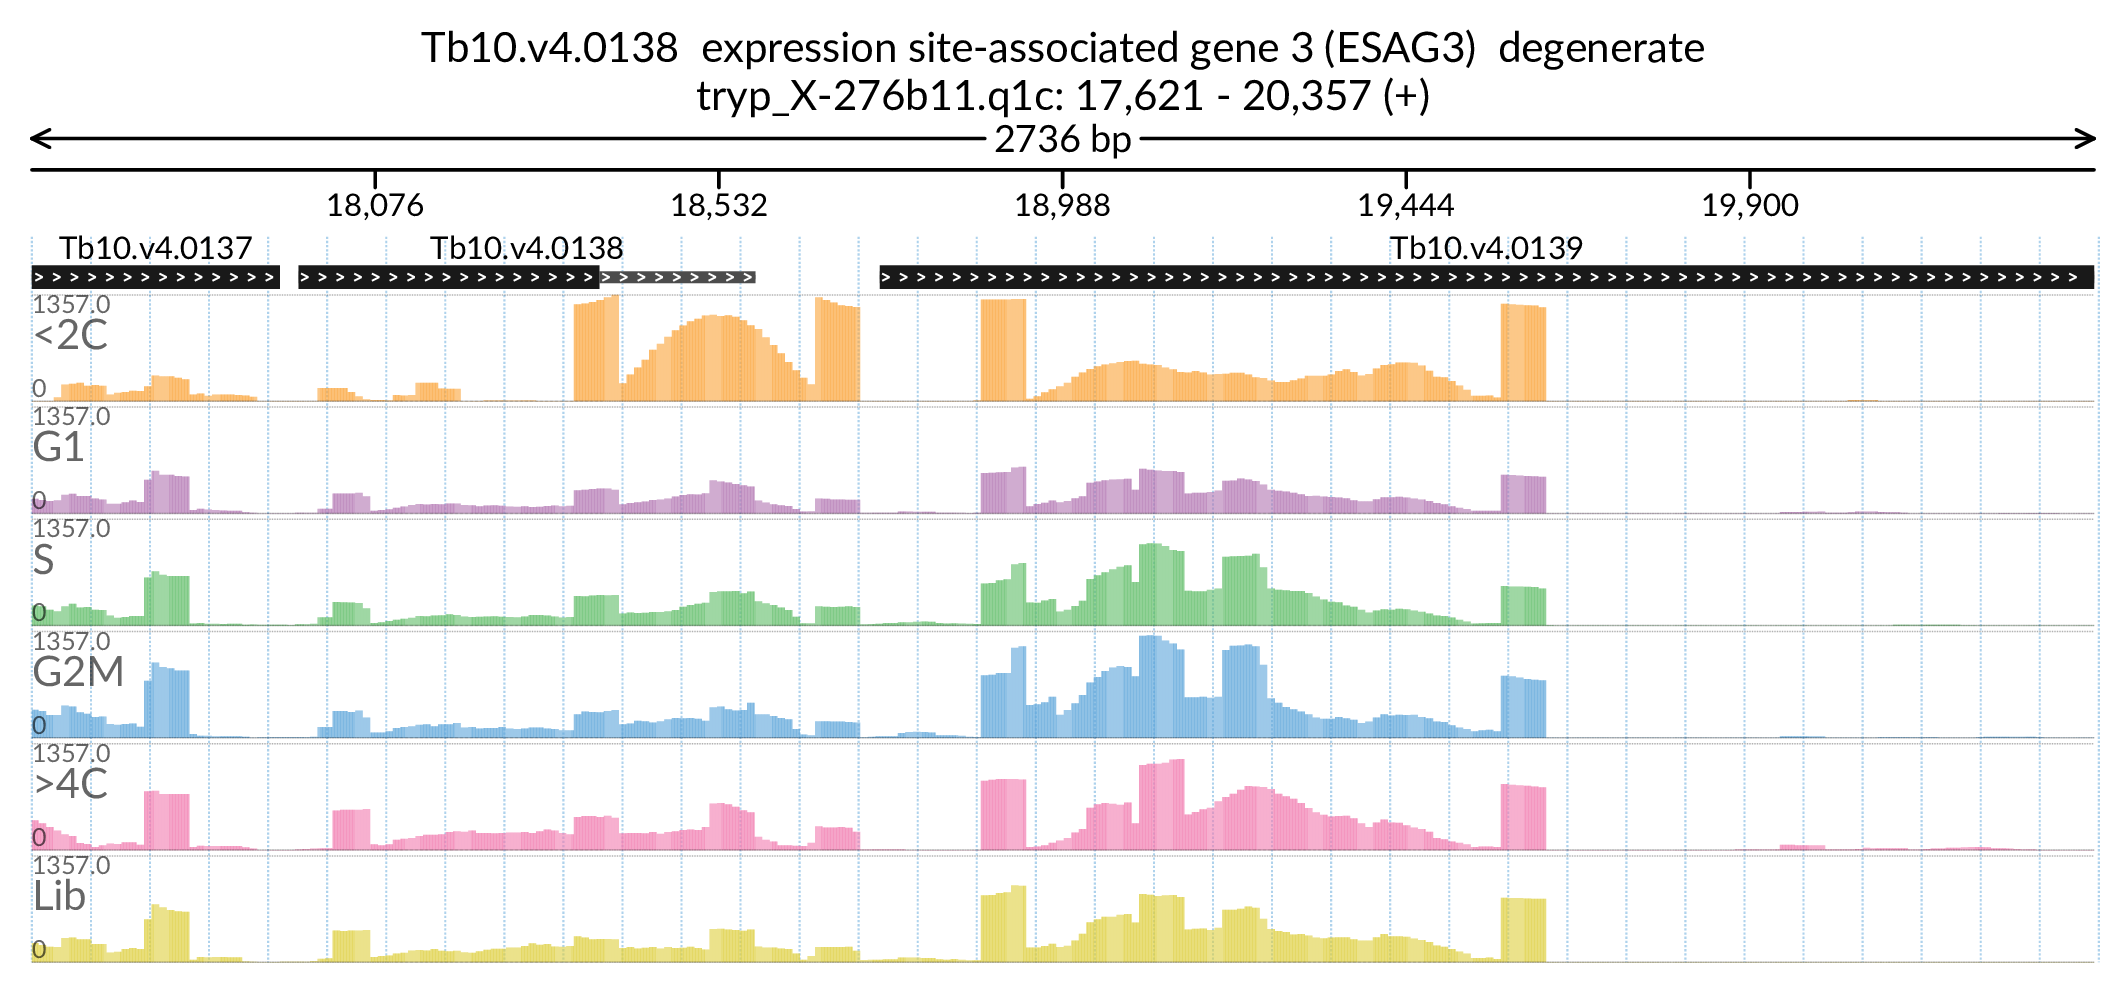 Tb10.v4.0138 expression site-associated gene 3 (ESAG3) degenerate
tryp_X-276b11.q1c: 17,621 - 20,357 (+)
2736 bp
18,076 18,532 18,988 19,444 19,900
Tb10.v4.0137 Tb10.v4.0138 Tb10.v4.0139
1357.0
<2C
0
1357.0
G1
0
1357.0
S
0
1357.0
G2M
0
1357.0
>4C
0
1357.0
Lib
0